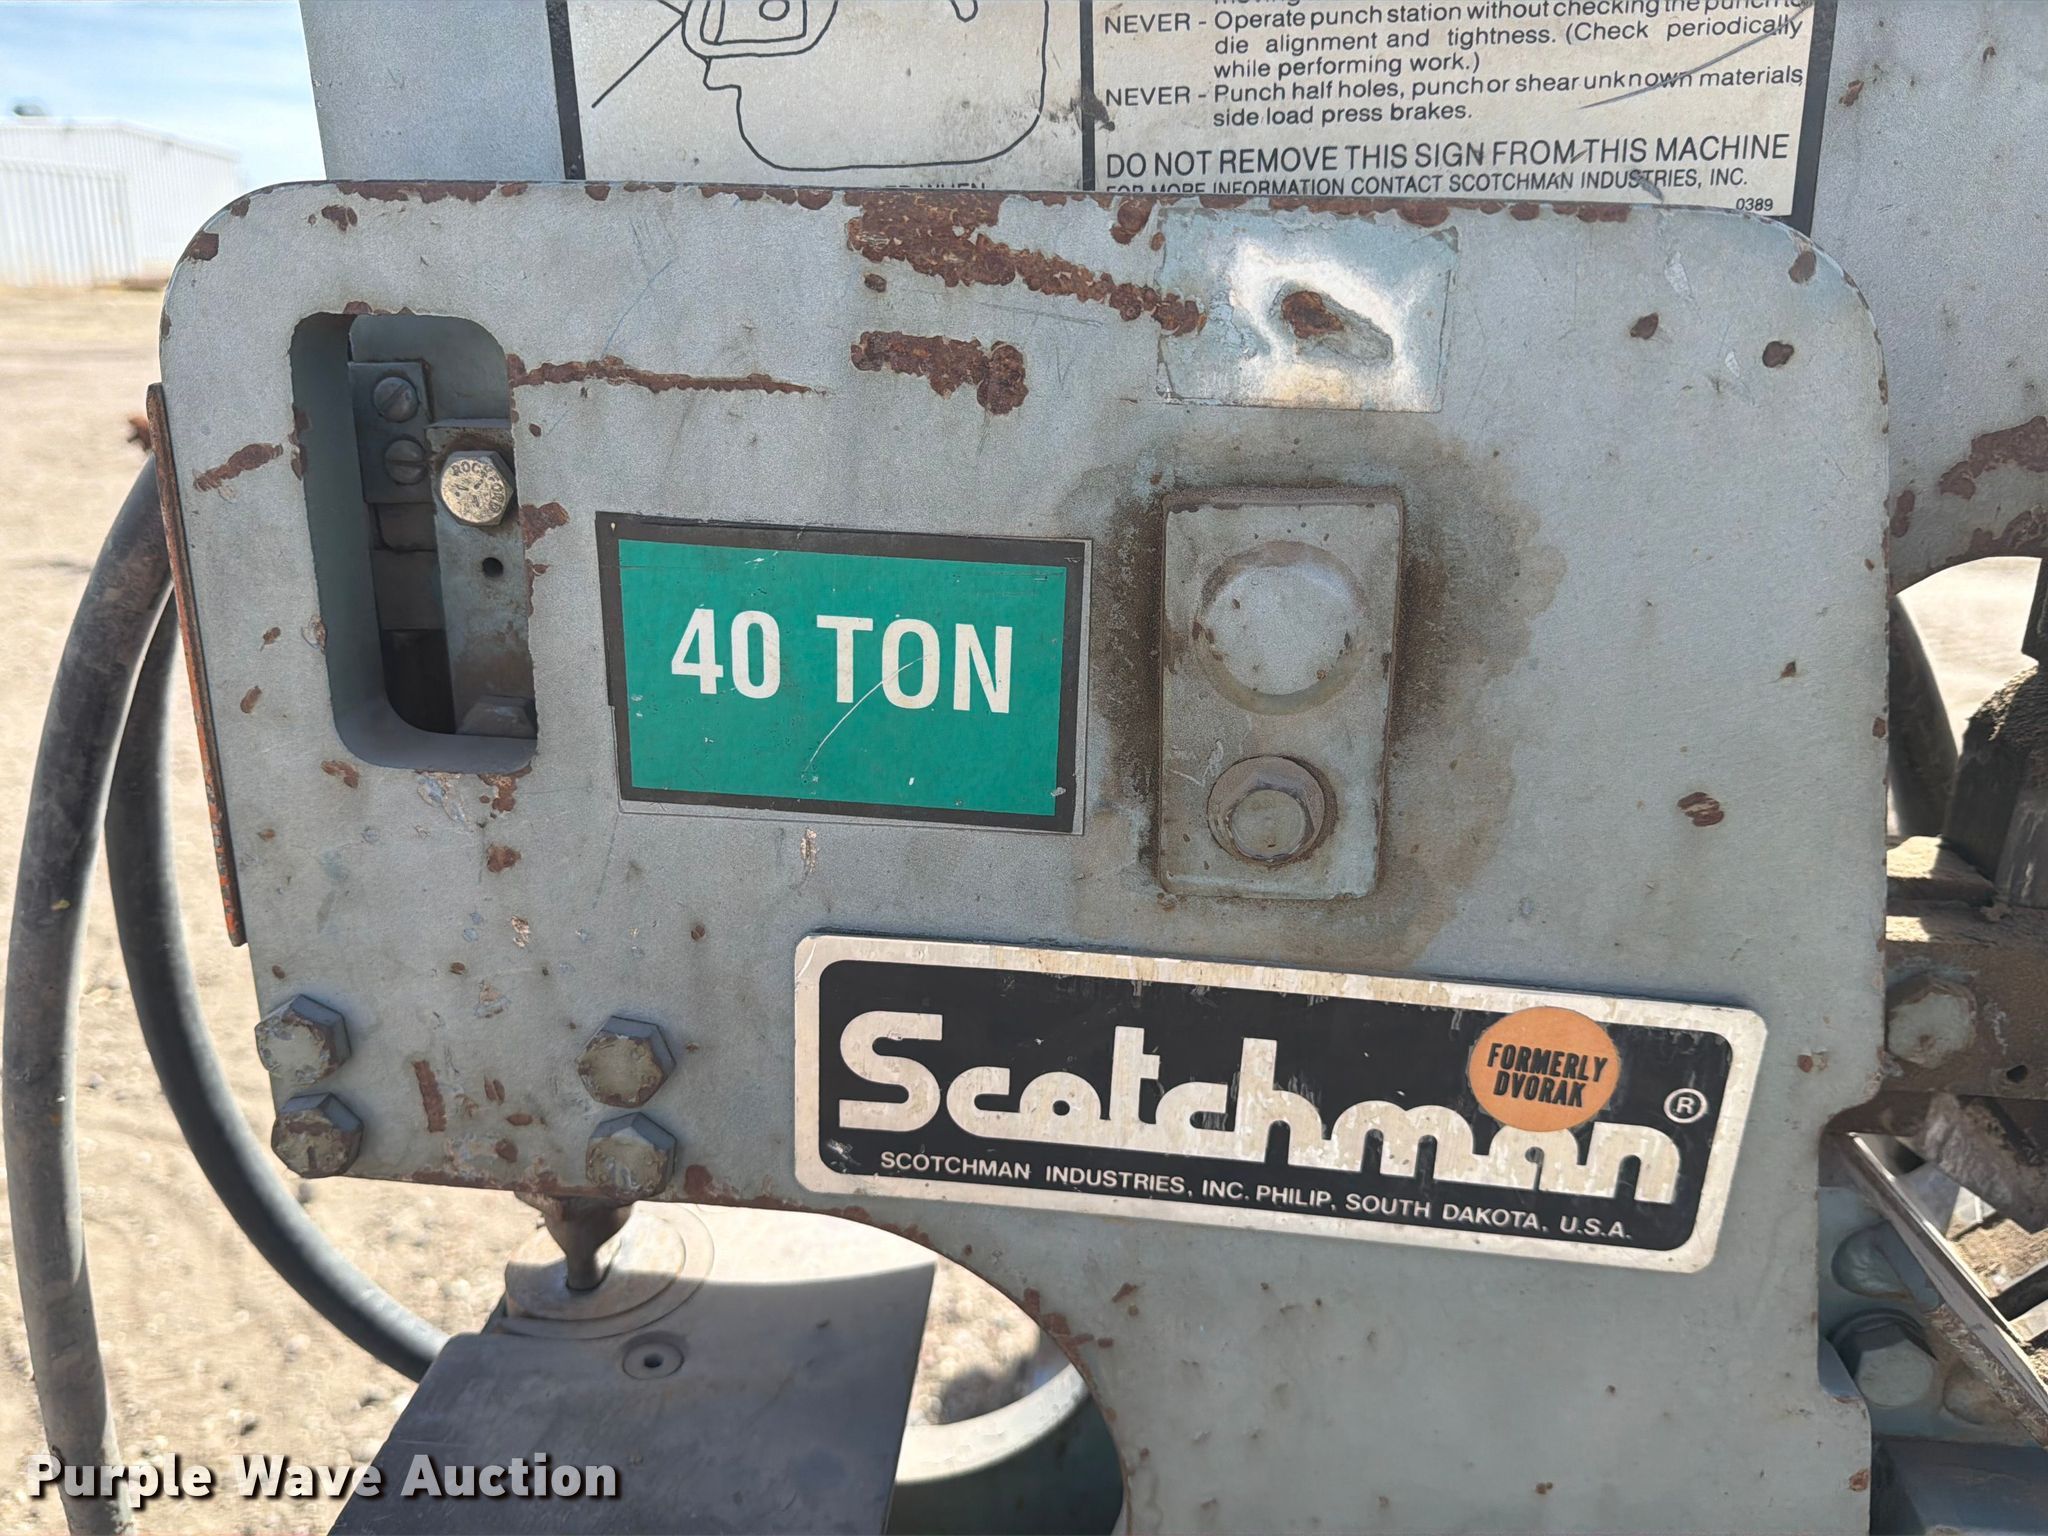 NEVER - Operate punch station without checking the punch to
die alignment and tightness. (Check periodically
while performing work.)
NEVER - Punch half holes, punch or shear unknown materials,
side load press brakes.
DO NOT REMOVE THIS SIGN FROM THIS MACHINE
FOR MORE INFORMATION CONTACT SCOTCHMAN INDUSTRIES, INC.
0389
ROCKFORD
40 TON
Scotchman ®
FORMERLY
DVORAK
SCOTCHMAN INDUSTRIES, INC. PHILIP, SOUTH DAKOTA, U.S.A.
Purple Wave Auction